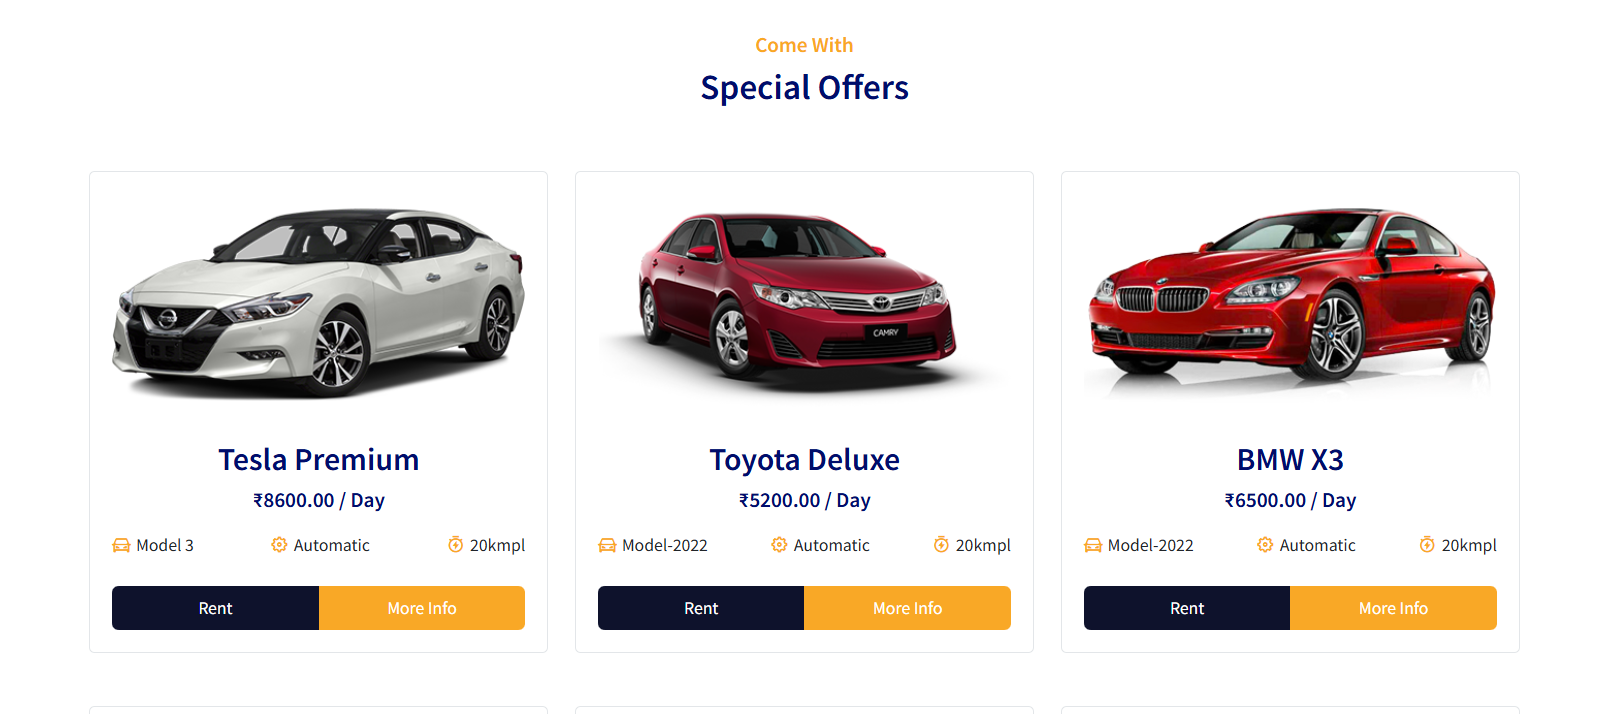 Come With
Special Offers
CAMRY
Tesla Premium
₹8600.00 / Day
Model 3 Automatic 20kmpl
Rent More Info
Toyota Deluxe
₹5200.00 / Day
Model-2022 Automatic 20kmpl
Rent More Info
BMW X3
₹6500.00 / Day
Model-2022 Automatic 20kmpl
Rent More Info